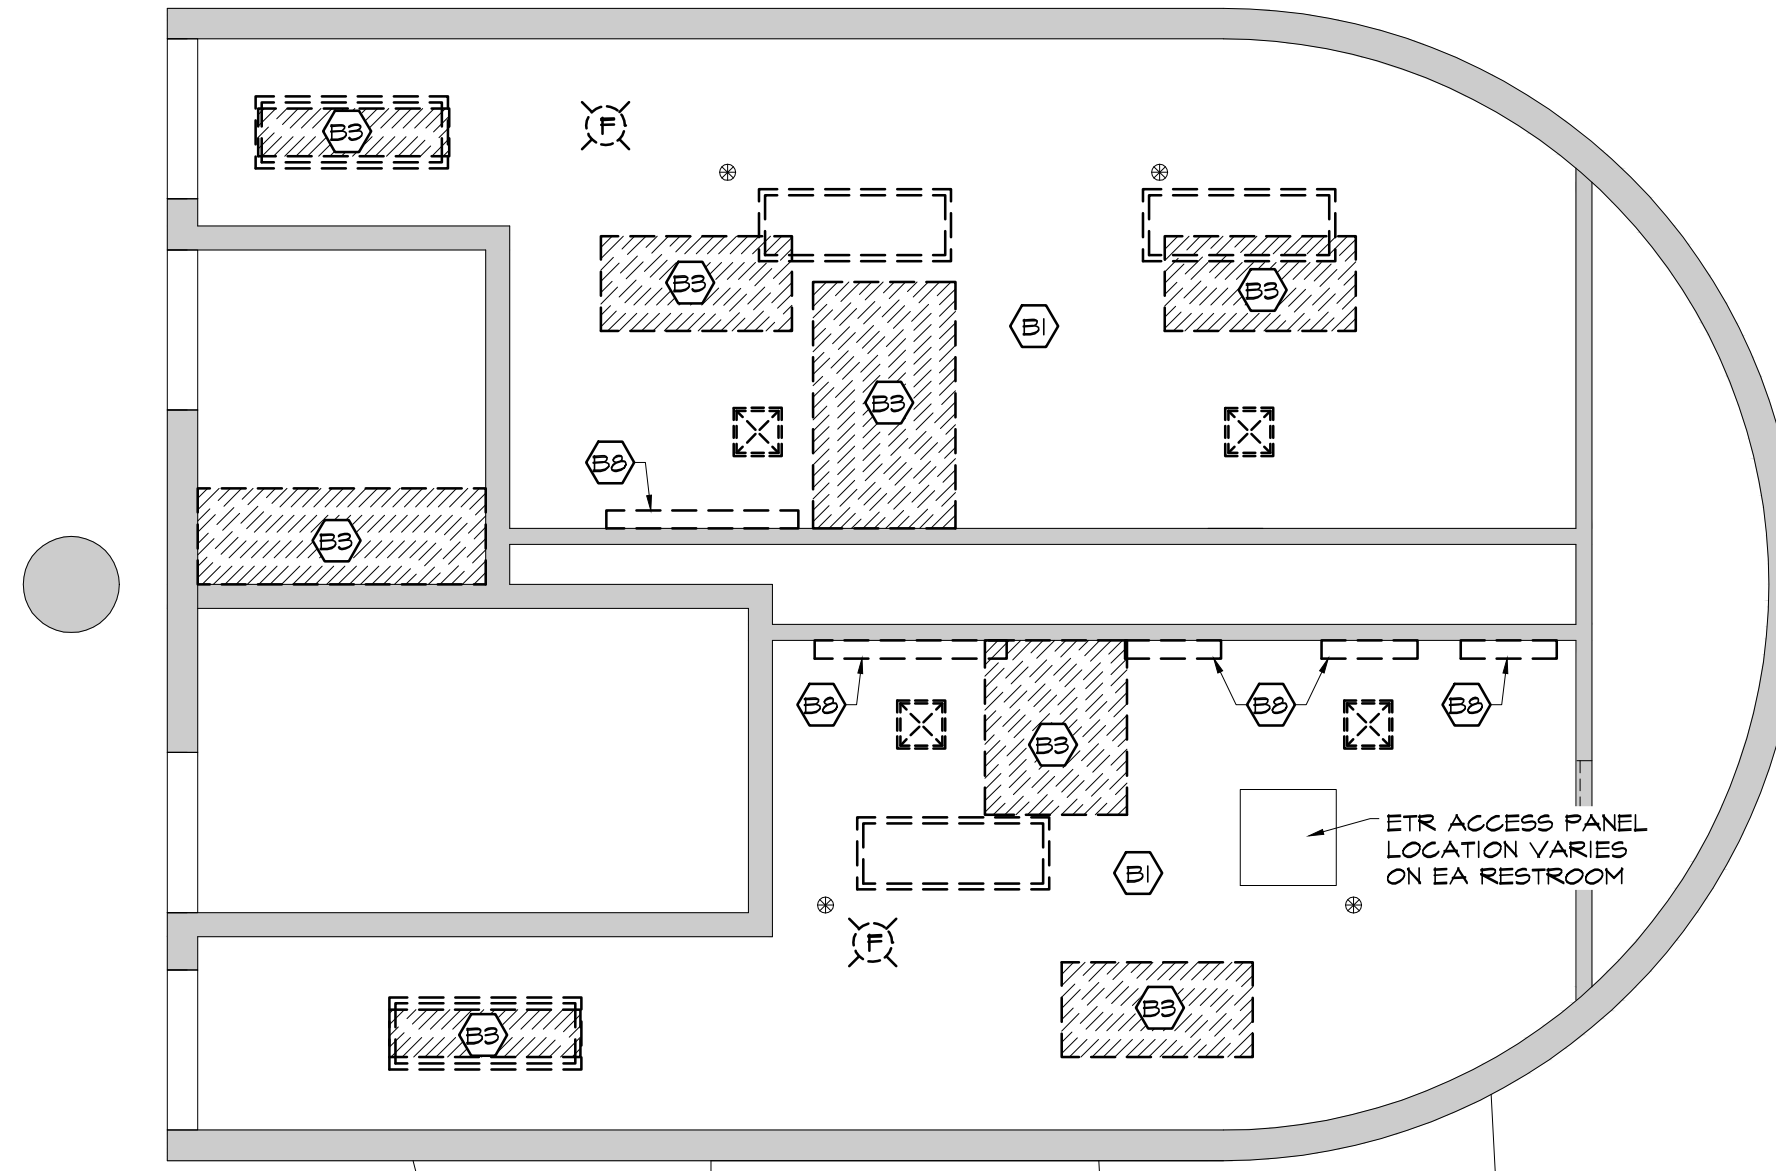 B3
F
B3
B3
B1
B3
B8
B3
B8
B8
B8
B3
ETR ACCESS PANEL
LOCATION VARIES
ON EA RESTROOM
B1
F
B3
B3